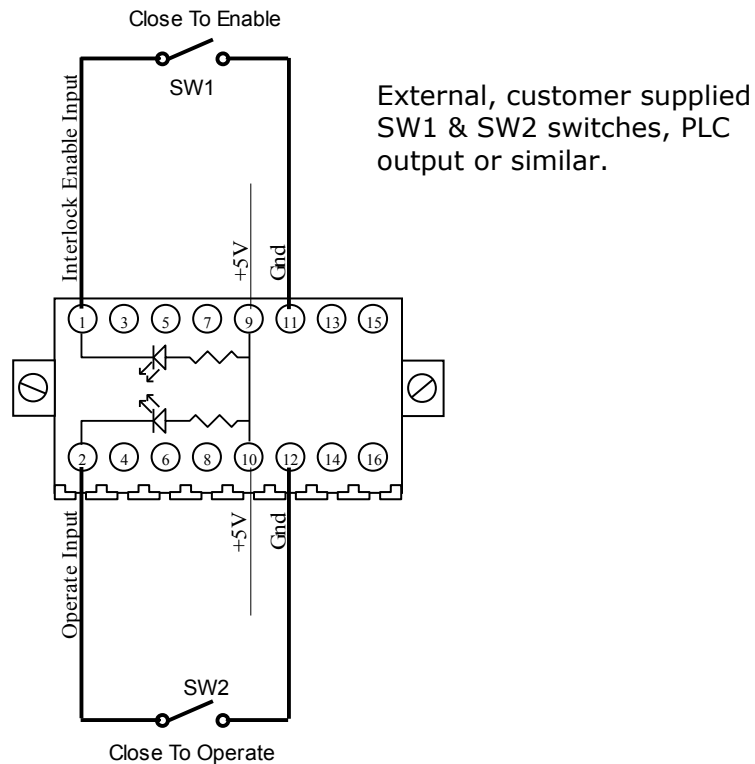 Close To Enable
SW1
External, customer supplied
SW1 & SW2 switches, PLC
output or similar.
Interlock Enable Input
+5V
Gnd
1 3 5 7 9 11 13 15
2 4 6 8 10 12 14 16
Operate Input
+5V
Gnd
SW2
Close To Operate